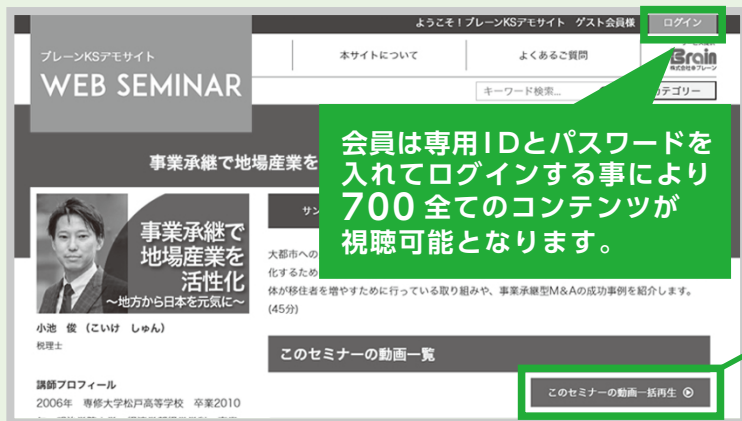 ようこそ！ブレーンKSデモサイト　ゲスト会員様
ログイン
ブレーンKSデモサイト
WEB SEMINAR
本サイトについて
よくあるご質問
Brain
株式会社ブレーン
キーワード検索...
テゴリー
会員は専用IDとパスワードを
入れてログインする事により
700 全てのコンテンツが
視聴可能となります。
事業承継で地場産業を
事業承継で
地場産業を
活性化
～地方から日本を元気に～
サン
大都市への
化するため
体が移住者を増やすために行っている取り組みや、事業承継型M&Aの成功事例を紹介します。
(45分)
小池　俊（こいけ　しゅん）
税理士
このセミナーの動画一覧
このセミナーの動画一括再生
講師プロフィール
2006年　専修大学松戸高等学校　卒業2010